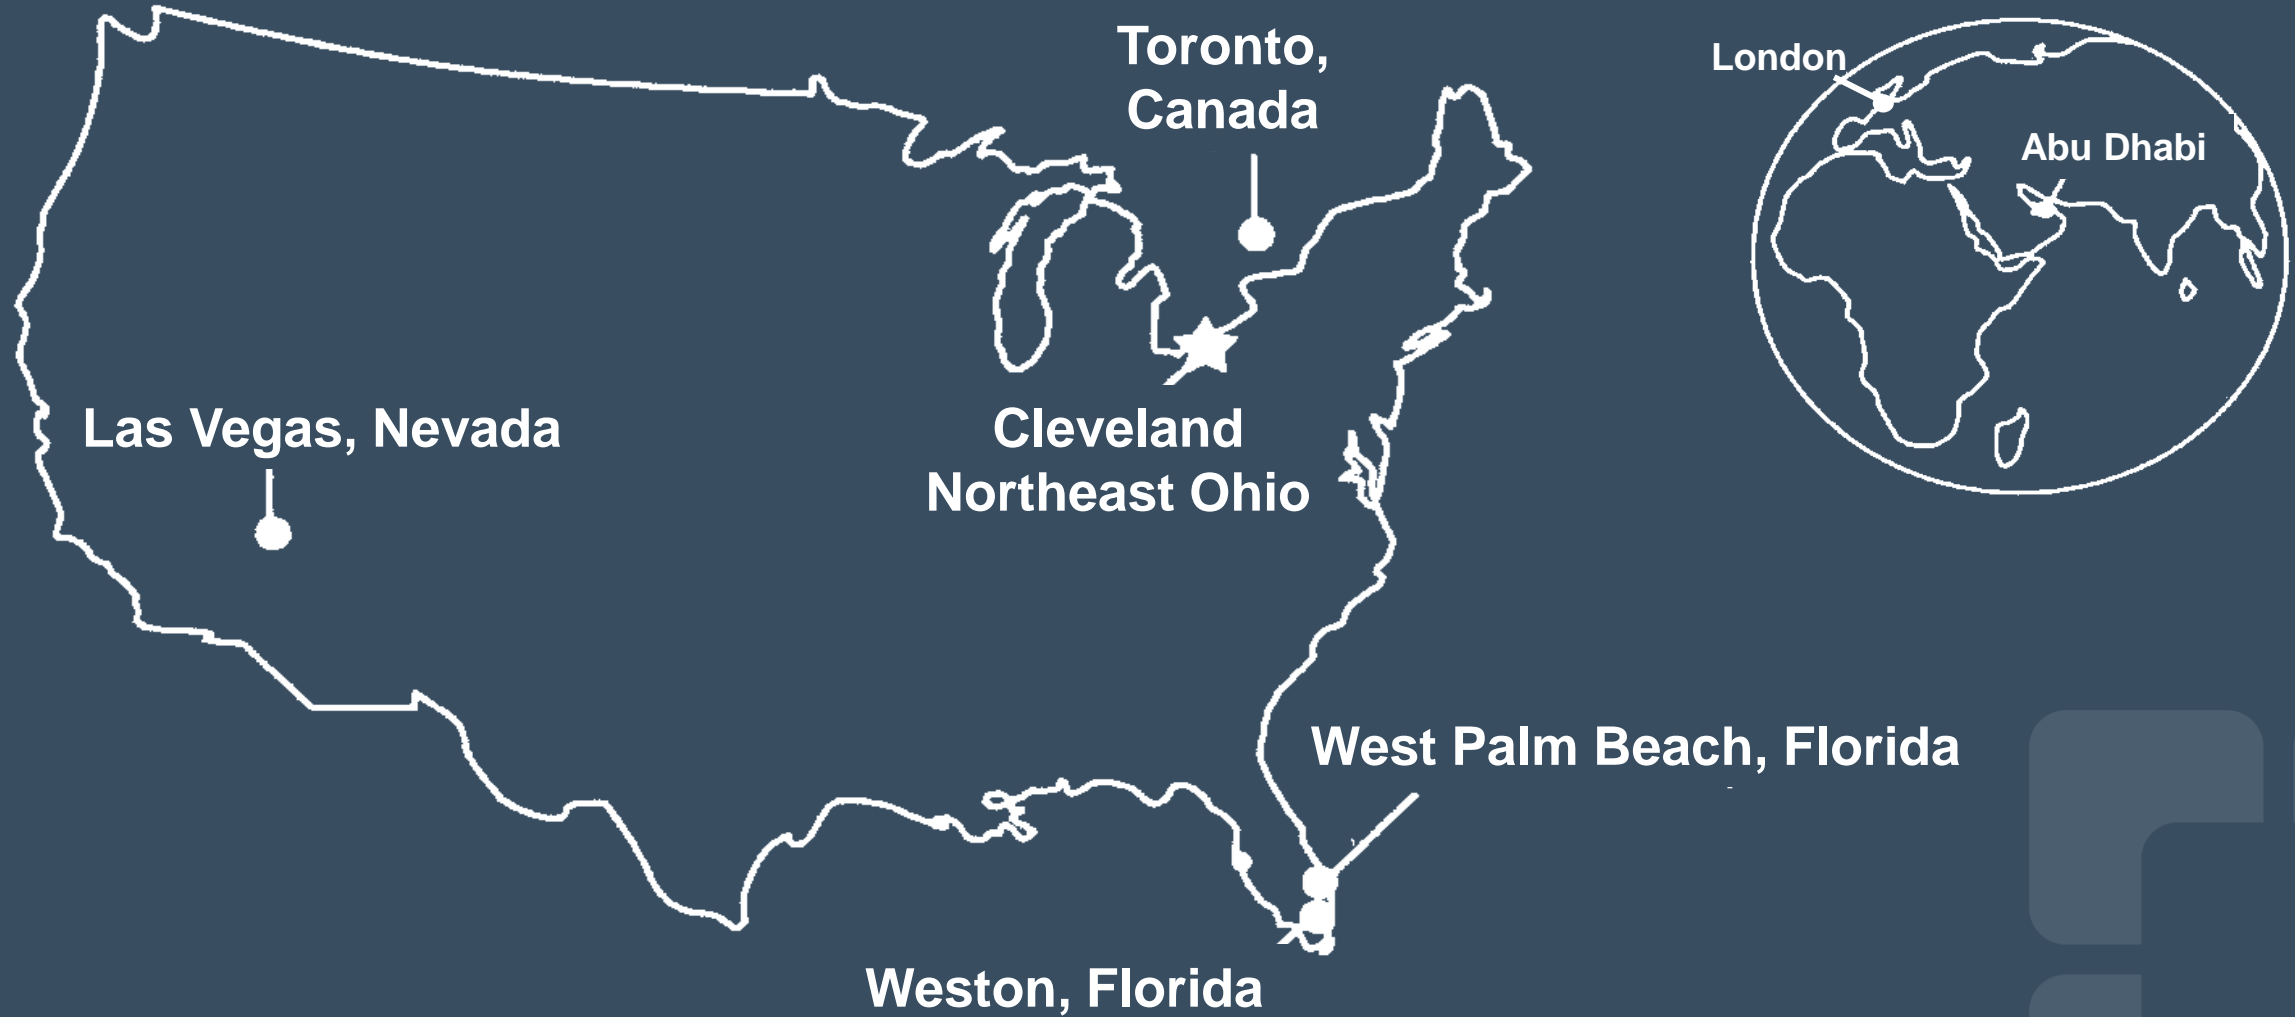 Toronto,
Canada
London
Abu Dhabi
Las Vegas, Nevada
Cleveland
Northeast Ohio
West Palm Beach, Florida
Weston, Florida